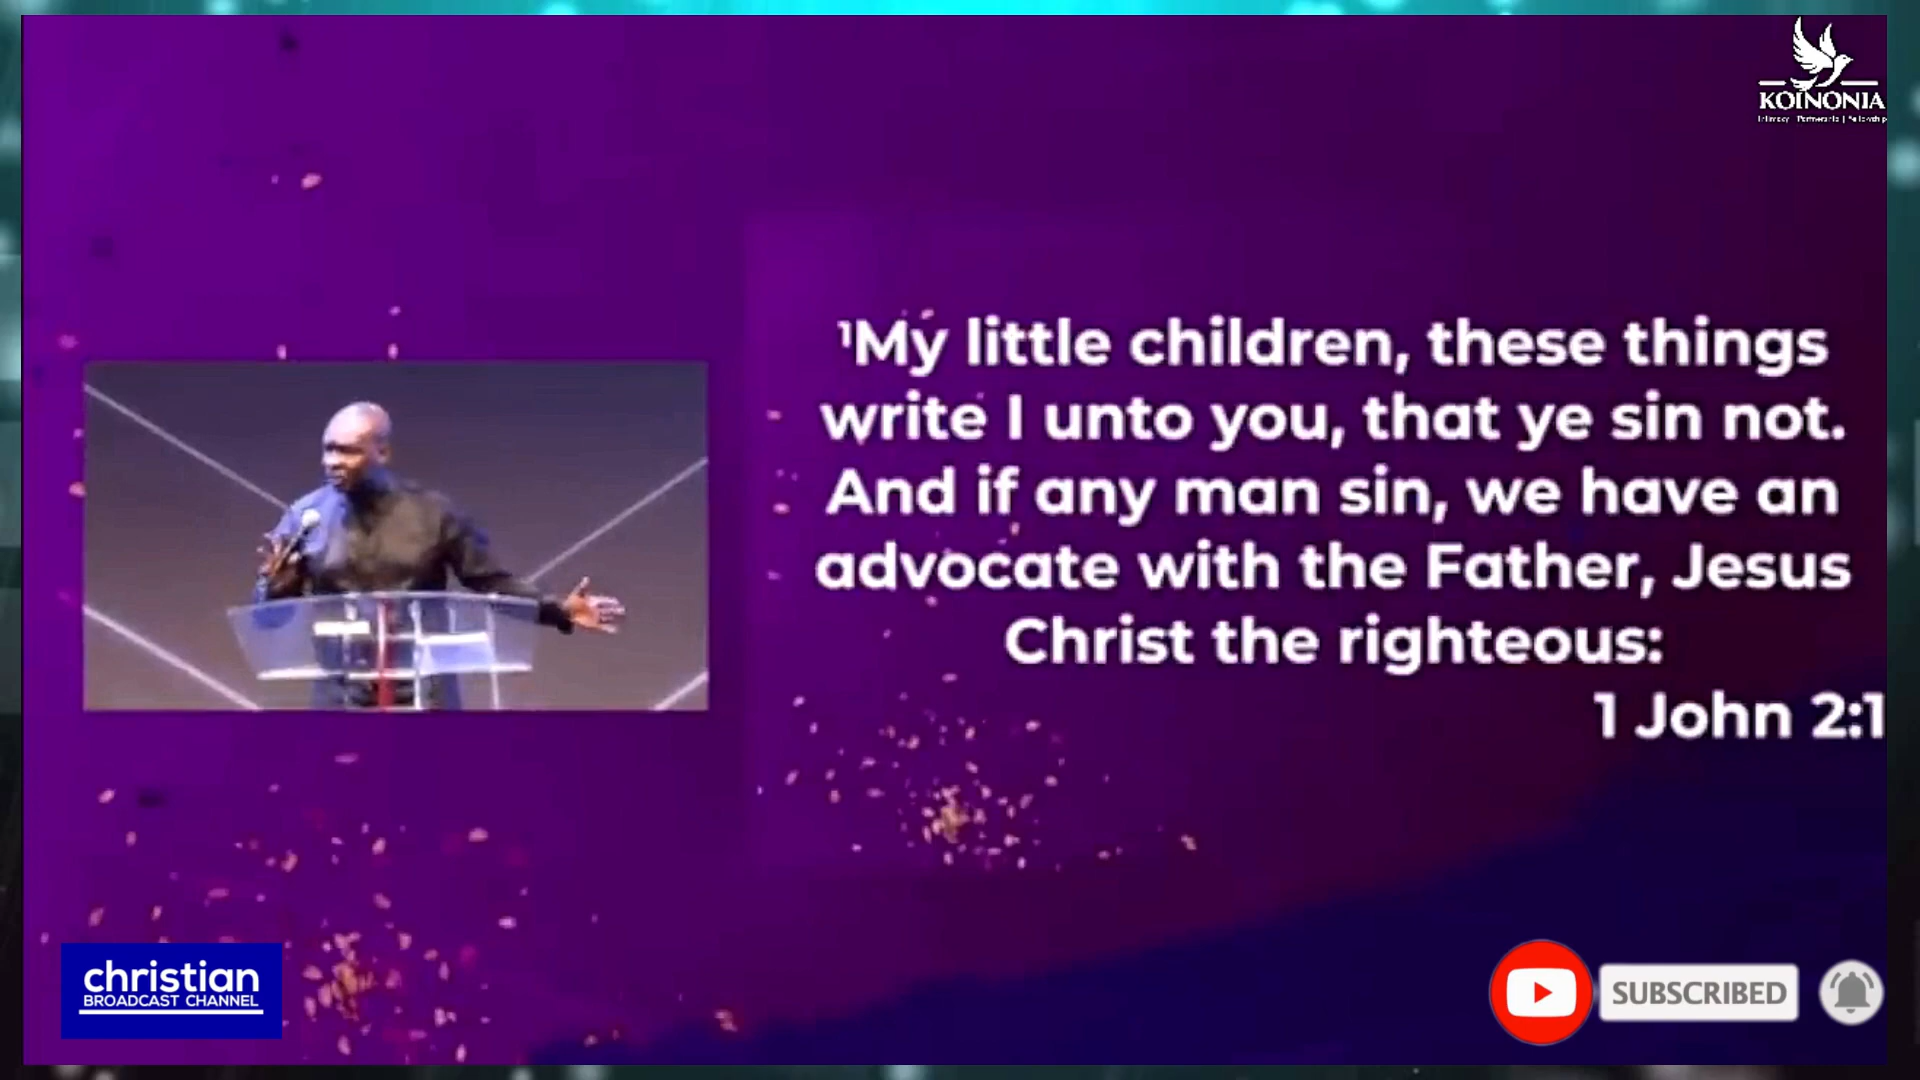 KOINONIA
¹My little children, these things
write I unto you, that ye sin not.
And if any man sin, we have an
advocate with the Father, Jesus
Christ the righteous:
1 John 2:1
christian
BROADCAST CHANNEL
SUBSCRIBED